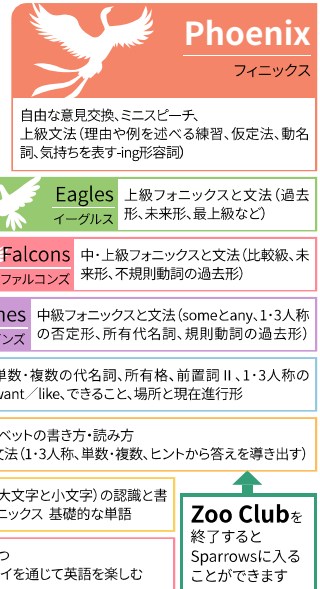 Phoenix
フィニックス
自由な意見交換、ミニスピーチ、
上級文法（理由や例を述べる練習、仮定法、動名
詞、気持ちを表す-ing形容詞）
Eagles
イーグルス
上級フォニックスと文法（過去
形、未来形、最上級など）
Falcons
ファルコンズ
中・上級フォニックスと文法（比較級、未
来形、不規則動詞の過去形）
nes
インズ
中級フォニックスと文法（someとany、1・3人称
の否定形、所有代名詞、規則動詞の過去形）
単数・複数の代名詞、所有格、前置詞Ⅱ、1・3人称の
want／like、できること、場所と現在進行形
ベットの書き方・読み方
文法（1・3人称、単数・複数、ヒントから答えを導き出す）
大文字と小文字）の認識と書
ニックス 基礎的な単語
つ
イを通じて英語を楽しむ
Zoo Clubを
終了すると
Sparrowsに入る
ことができます